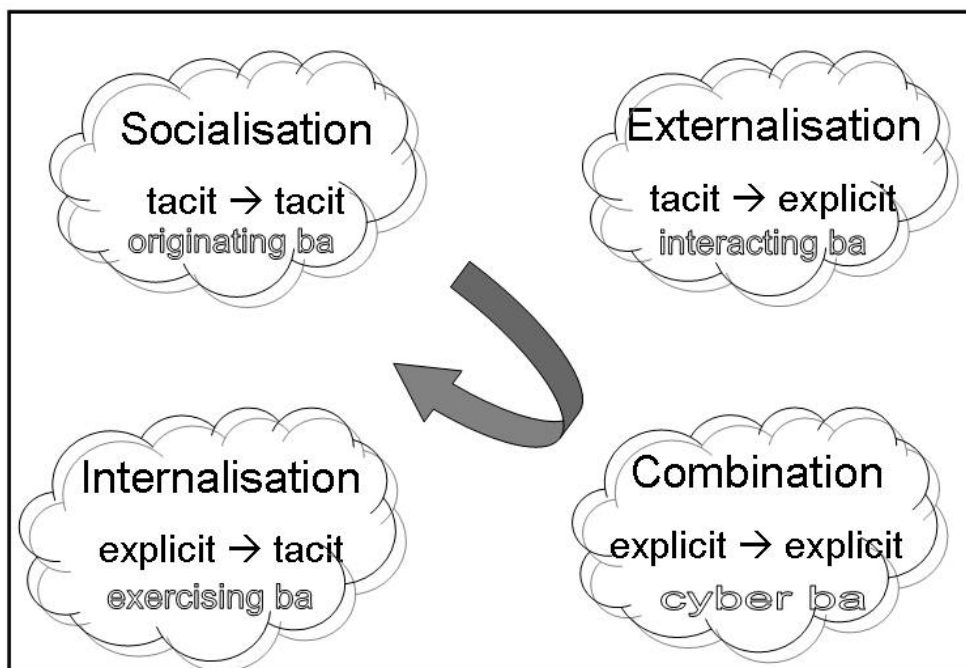 Socialisation
tacit → tacit
originating ba
Externalisation
tacit → explicit
interacting ba
Internalisation
explicit → tacit
exercising ba
Combination
explicit → explicit
cyber ba